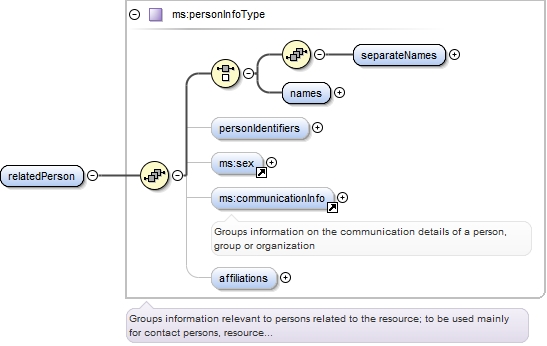 ms:personInfoType
separateNames
names
personIdentifiers
ms:sex
relatedPerson
ms:communicationInfo
Groups information on the communication details of a person,
group or organization
affiliations
Groups information relevant to persons related to the resource; to be used mainly
for contact persons, resource...